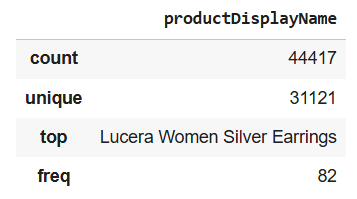 productDisplayName
count 44417
unique 31121
top Lucera Women Silver Earrings
freq 82